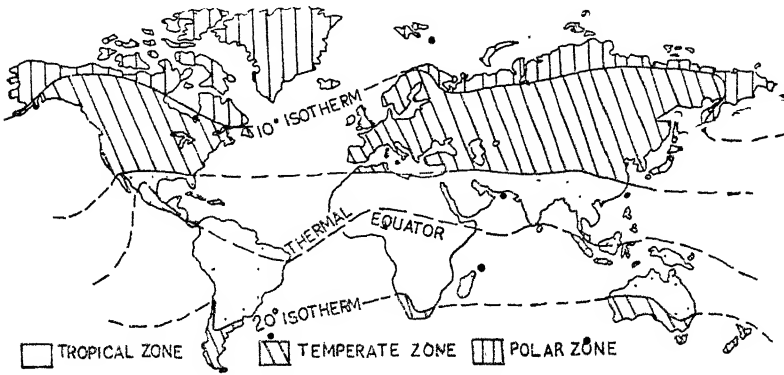 10° ISOTHERM
THERMAL EQUATOR
20° ISOTHERM
TROPICAL ZONE
TEMPERATE ZONE
POLAR ZONE